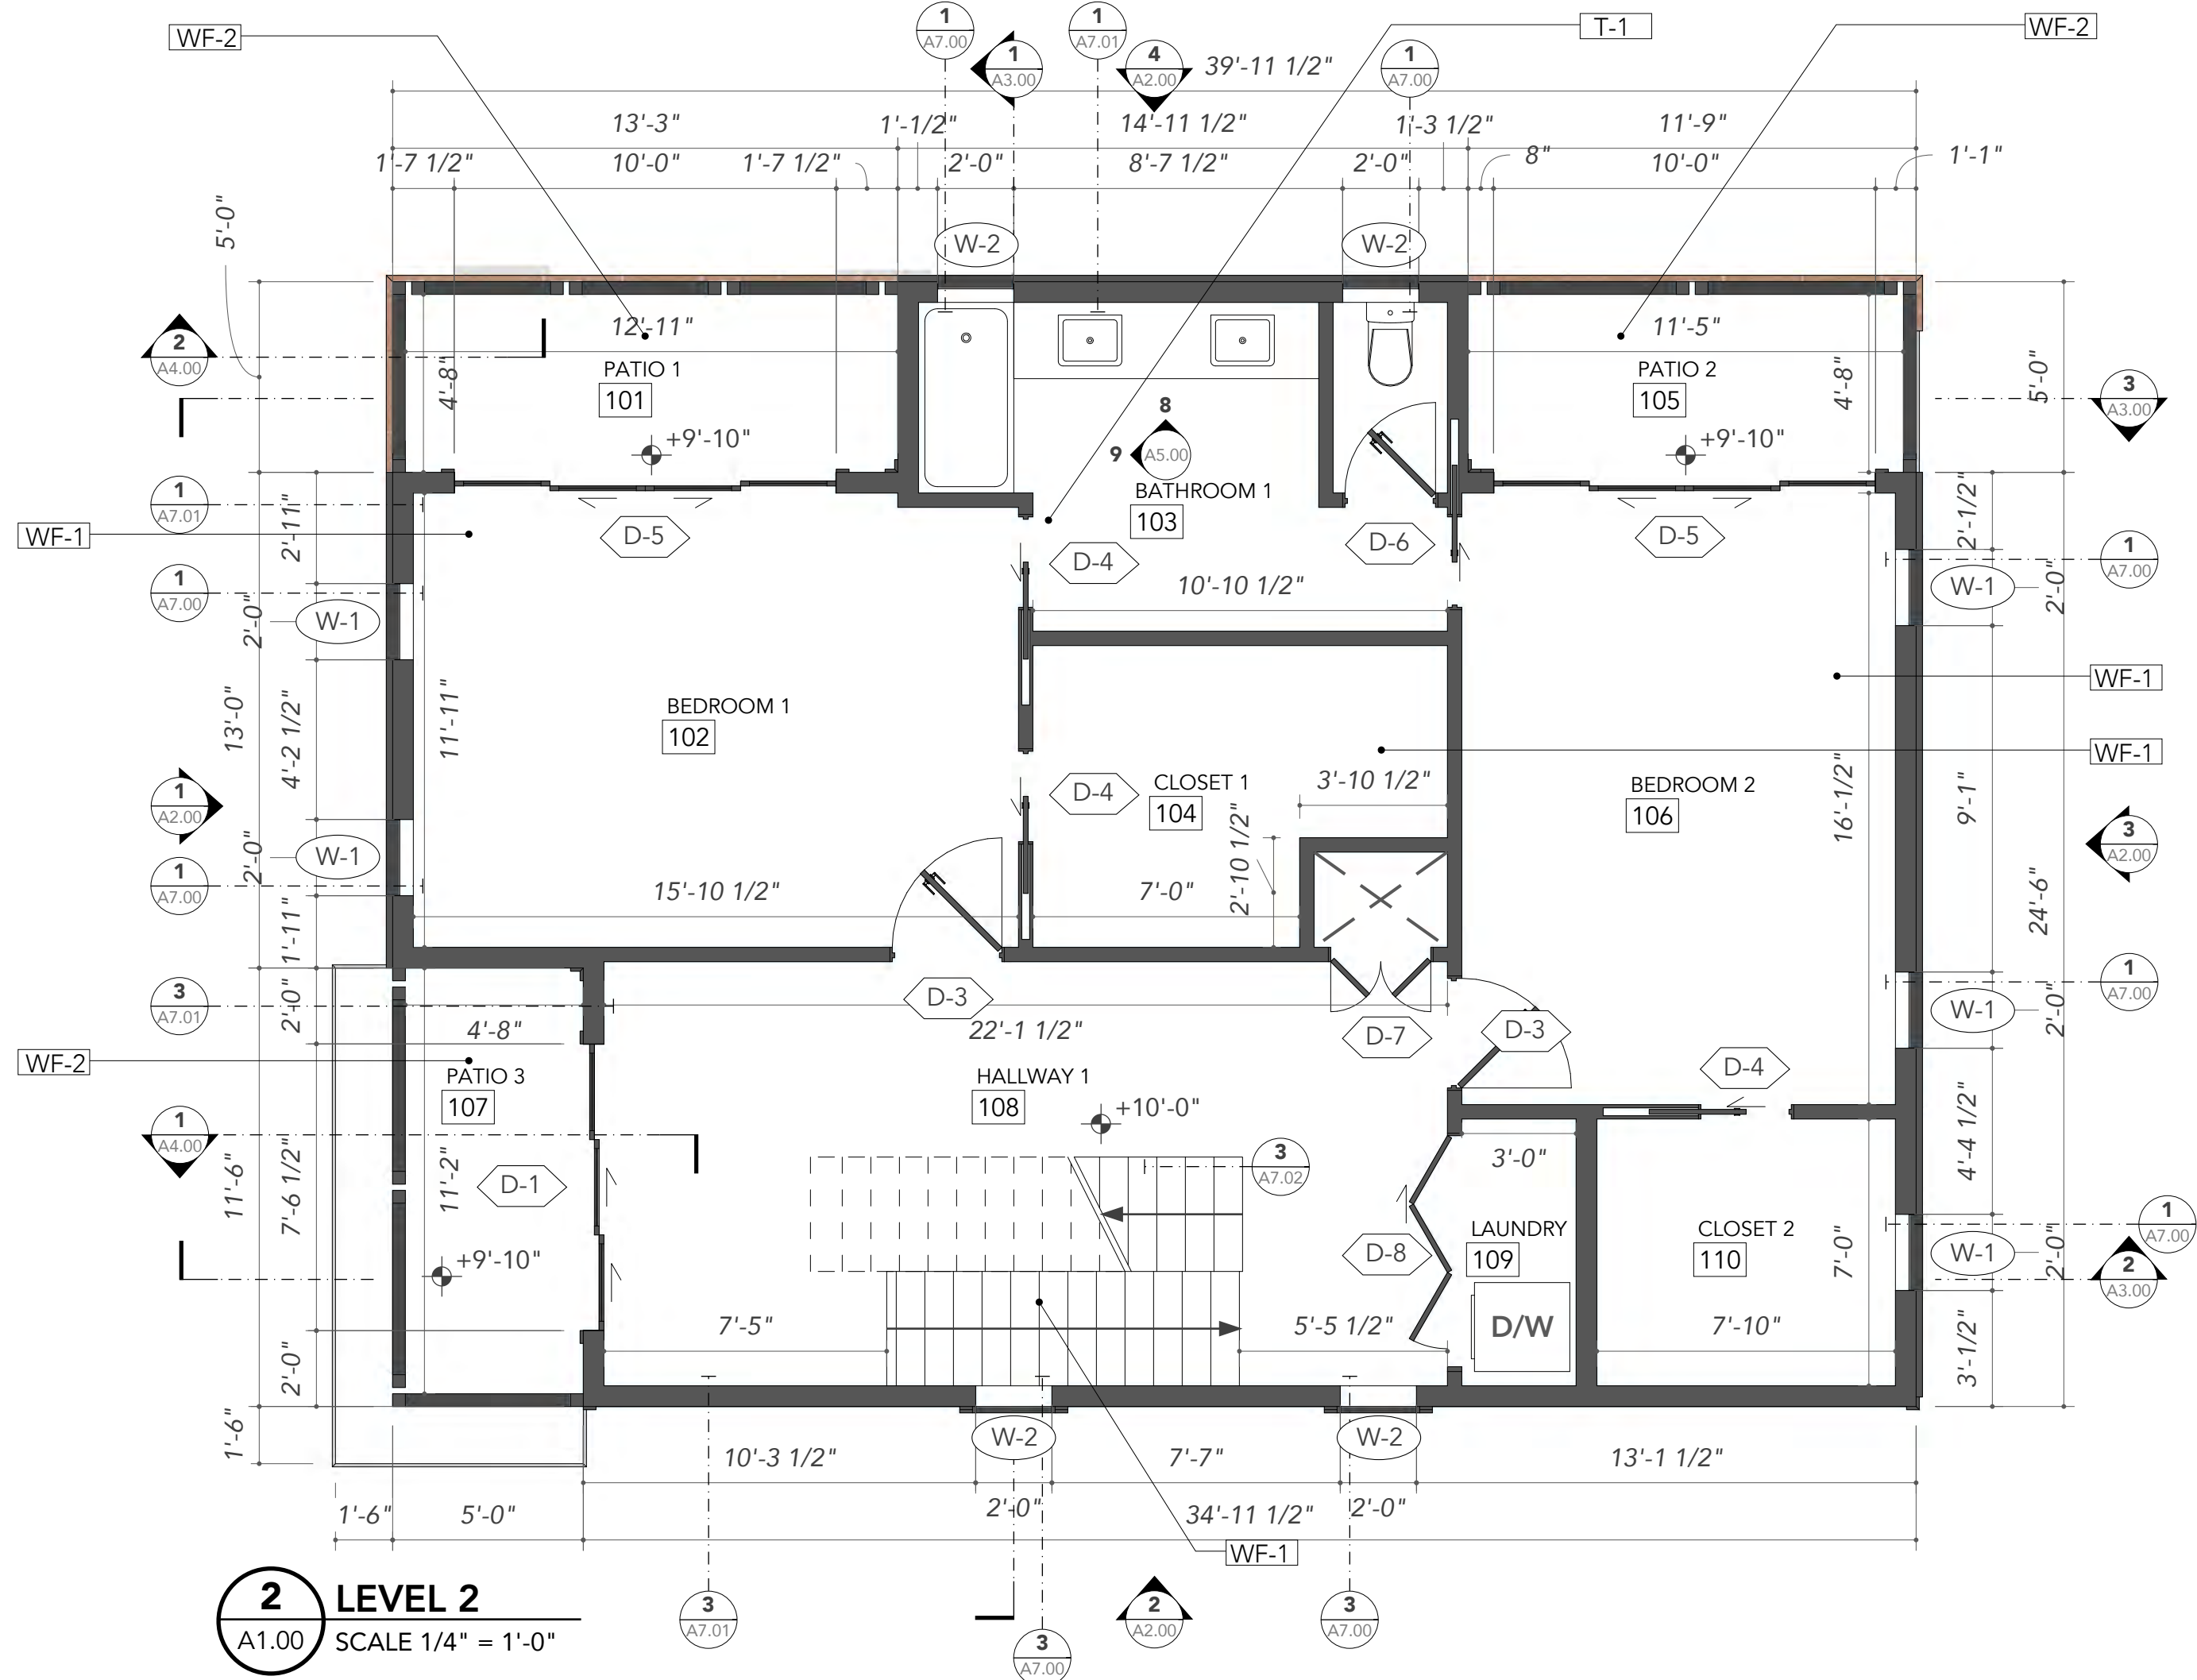 1
A7.00
1
A7.01
1
A3.00
4
A2.00
39'-11 1/2"
1
A7.00
T-1
WF-2
WF-2
13'-3"
1'-1/2"
14'-11 1/2"
1'-3 1/2"
11'-9"
1'-7 1/2"
10'-0"
1'-7 1/2"
2'-0"
8'-7 1/2"
2'-0"
8"
10'-0"
1'-1"
5'-0"
W-2
W-2
12'-11"
11'-5"
2
A4.00
PATIO 1
101
4'-8"
+9'-10"
8
9
A5.00
PATIO 2
105
4'-8"
+9'-10"
5'-0"
3
A3.00
1
A7.01
2'-11"
WF-1
D-5
BATHROOM 1
103
D-4
D-6
D-5
2'-1/2"
1
A7.00
1
A7.00
2'-0"
W-1
10'-10 1/2"
W-1
2'-0"
WF-1
13'-0"
4'-2 1/2"
11'-11"
BEDROOM 1
102
WF-1
1
A2.00
D-4
CLOSET 1
104
3'-10 1/2"
BEDROOM 2
106
16'-1/2"
9'-1"
3
A2.00
2'-0"
W-1
1
A7.00
15'-10 1/2"
7'-0"
2'-10 1/2"
24'-6"
1'-11"
3
A7.01
2'-0"
D-3
4'-8"
22'-1 1/2"
D-7
D-3
W-1
2'-0"
1
A7.00
WF-2
PATIO 3
107
HALLWAY 1
108
+10'-0"
D-4
1
A4.00
11'-6"
7'-6 1/2"
11'-2"
D-1
+9'-10"
3
A7.02
3'-0"
4'-4 1/2"
D-8
LAUNDRY
109
CLOSET 2
110
7'-0"
W-1
2'-0"
1
A7.00
2
A3.00
7'-5"
5'-5 1/2"
D/W
7'-10"
3'-1/2"
2'-0"
1'-6"
W-2
W-2
10'-3 1/2"
7'-7"
13'-1 1/2"
1'-6"
5'-0"
2'-0"
34'-11 1/2"
2'-0"
WF-1
2
A1.00
LEVEL 2
SCALE 1/4" = 1'-0"
3
A7.01
3
A7.00
2
A2.00
3
A7.00